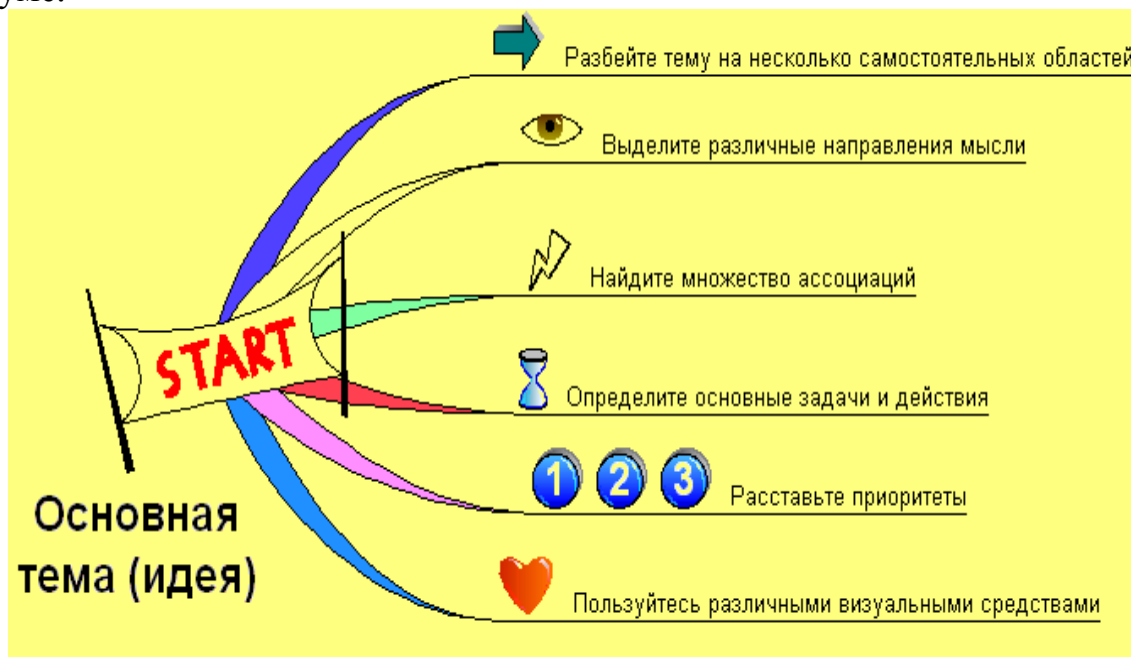 Разбейте тему на несколько самостоятельных областей
Выделите различные направления мысли
Найдите множество ассоциаций
START
Определите основные задачи и действия
1 2 3 Расставьте приоритеты
Основная
тема (идея)
Пользуйтесь различными визуальными средствами